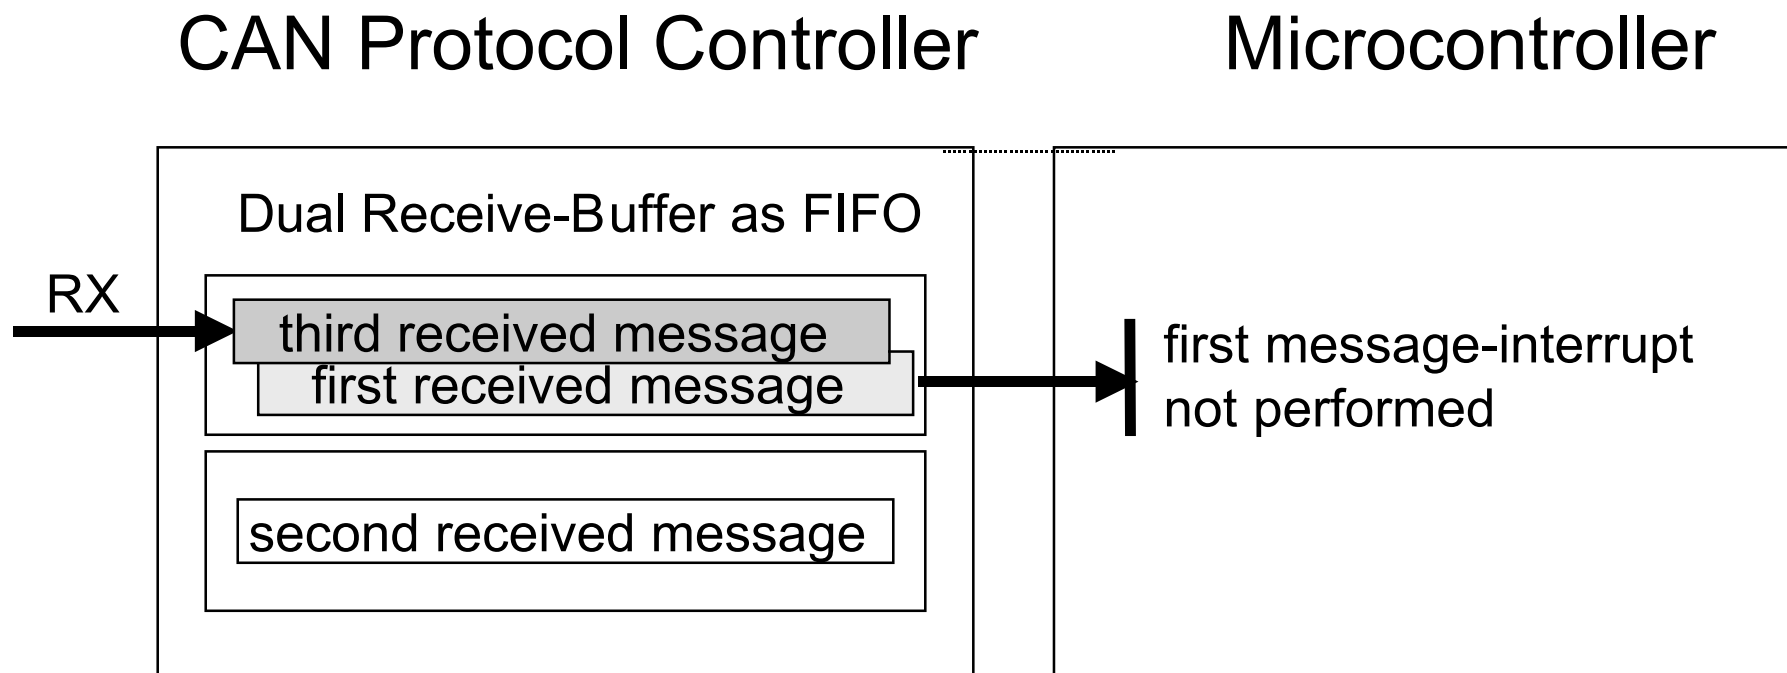 CAN Protocol Controller
Microcontroller
Dual Receive-Buffer as FIFO
RX
third received message
first received message
first message-interrupt
not performed
second received message